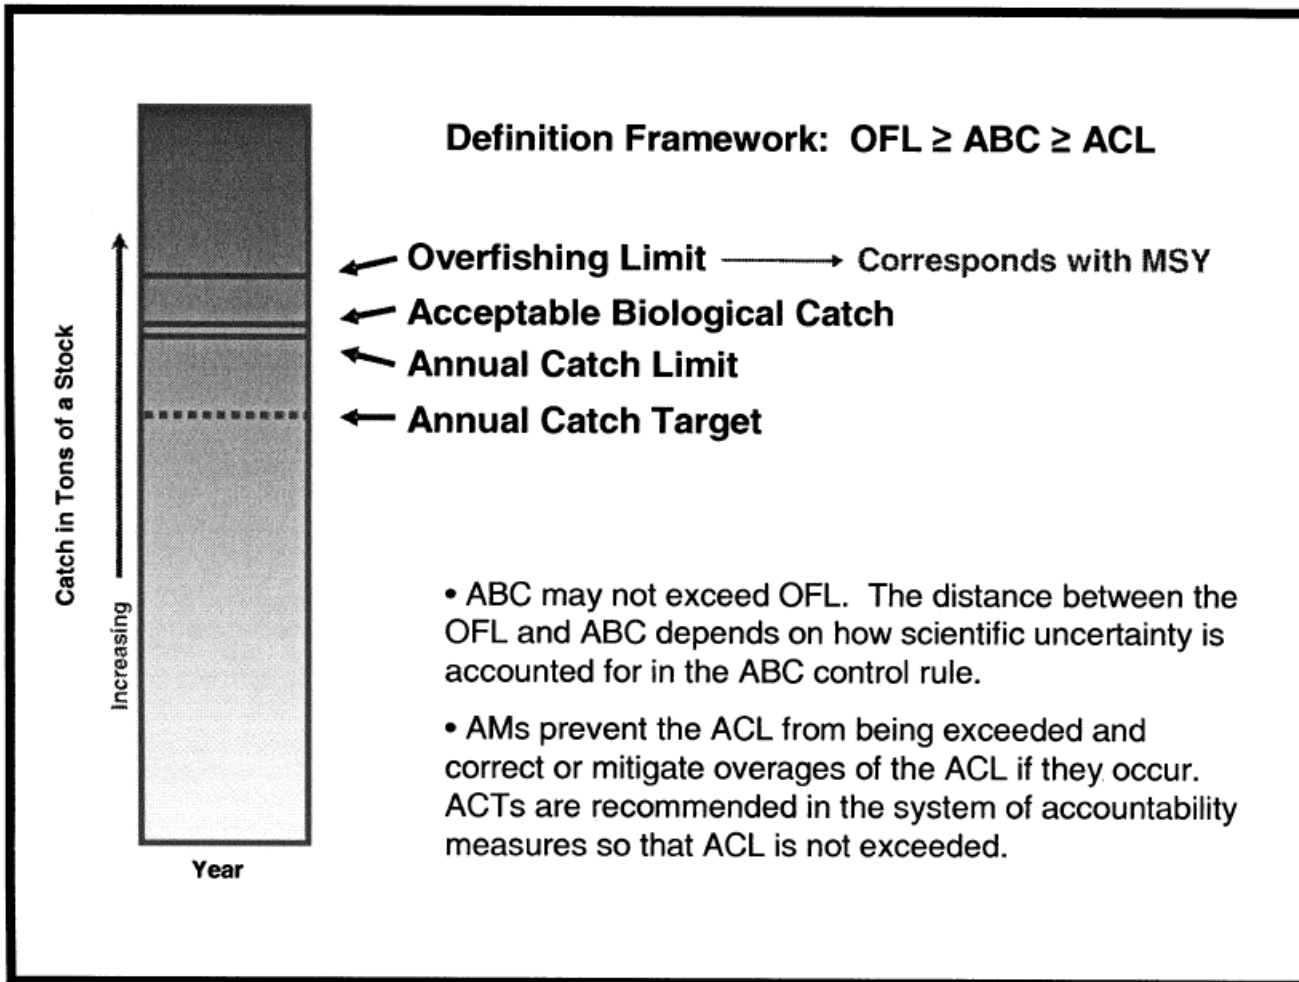 Definition Framework: OFL ≥ ABC ≥ ACL
Overfishing Limit
Corresponds with MSY
Acceptable Biological Catch
Annual Catch Limit
Annual Catch Target
Catch in Tons of a Stock
Increasing
Year
• ABC may not exceed OFL. The distance between the
OFL and ABC depends on how scientific uncertainty is
accounted for in the ABC control rule.
• AMs prevent the ACL from being exceeded and
correct or mitigate overages of the ACL if they occur.
ACTs are recommended in the system of accountability
measures so that ACL is not exceeded.